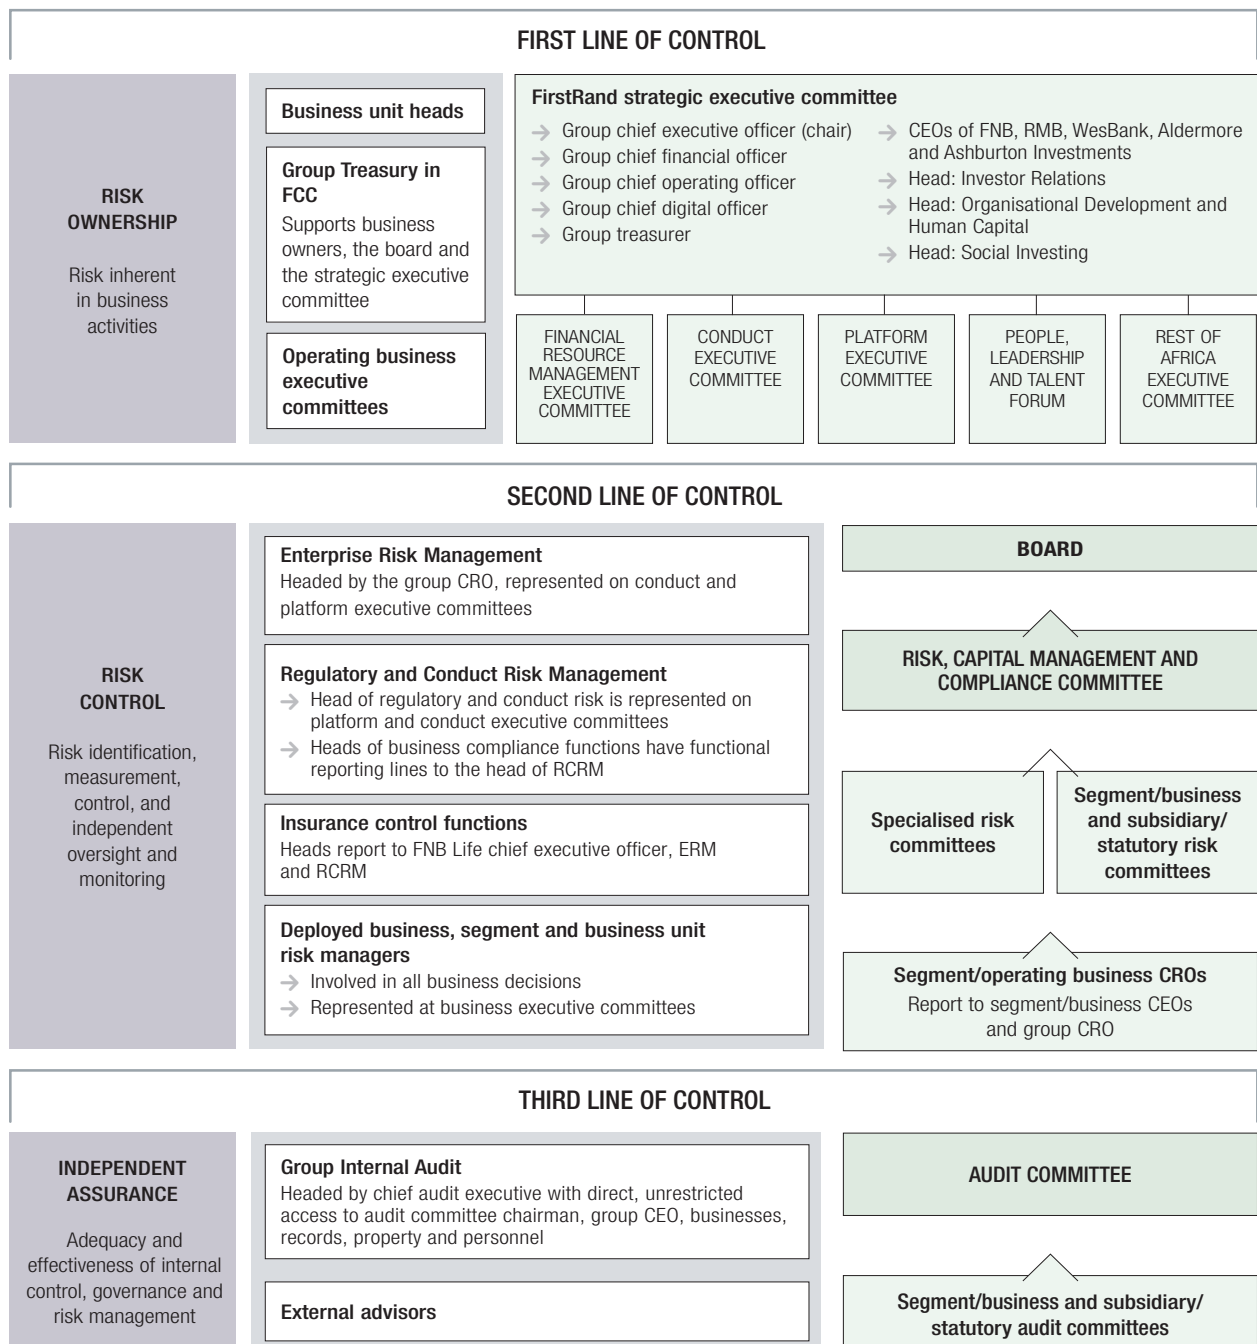 FIRST LINE OF CONTROL
RISK
OWNERSHIP
Risk inherent
in business
activities
Business unit heads
Group Treasury in
FCC
Supports business
owners, the board and
the strategic executive
committee
Operating business
executive
committees
FirstRand strategic executive committee
→ Group chief executive officer (chair)
→ Group chief financial officer
→ Group chief operating officer
→ Group chief digital officer
→ Group treasurer
→ CEOs of FNB, RMB, WesBank, Aldermore
and Ashburton Investments
→ Head: Investor Relations
→ Head: Organisational Development and
Human Capital
→ Head: Social Investing
FINANCIAL
RESOURCE
MANAGEMENT
EXECUTIVE
COMMITTEE
CONDUCT
EXECUTIVE
COMMITTEE
PLATFORM
EXECUTIVE
COMMITTEE
PEOPLE,
LEADERSHIP
AND TALENT
FORUM
REST OF
AFRICA
EXECUTIVE
COMMITTEE
SECOND LINE OF CONTROL
RISK
CONTROL
Risk identification,
measurement,
control, and
independent
oversight and
monitoring
Enterprise Risk Management
Headed by the group CRO, represented on conduct and
platform executive committees
Regulatory and Conduct Risk Management
→ Head of regulatory and conduct risk is represented on
platform and conduct executive committees
→ Heads of business compliance functions have functional
reporting lines to the head of RCRM
Insurance control functions
Heads report to FNB Life chief executive officer, ERM
and RCRM
Deployed business, segment and business unit
risk managers
→ Involved in all business decisions
→ Represented at business executive committees
BOARD
RISK, CAPITAL MANAGEMENT AND
COMPLIANCE COMMITTEE
Specialised risk
committees
Segment/business
and subsidiary/
statutory risk
committees
Segment/operating business CROs
Report to segment/business CEOs
and group CRO
THIRD LINE OF CONTROL
INDEPENDENT
ASSURANCE
Adequacy and
effectiveness of internal
control, governance and
risk management
Group Internal Audit
Headed by chief audit executive with direct, unrestricted
access to audit committee chairman, group CEO, businesses,
records, property and personnel
External advisors
AUDIT COMMITTEE
Segment/business and subsidiary/
statutory audit committees